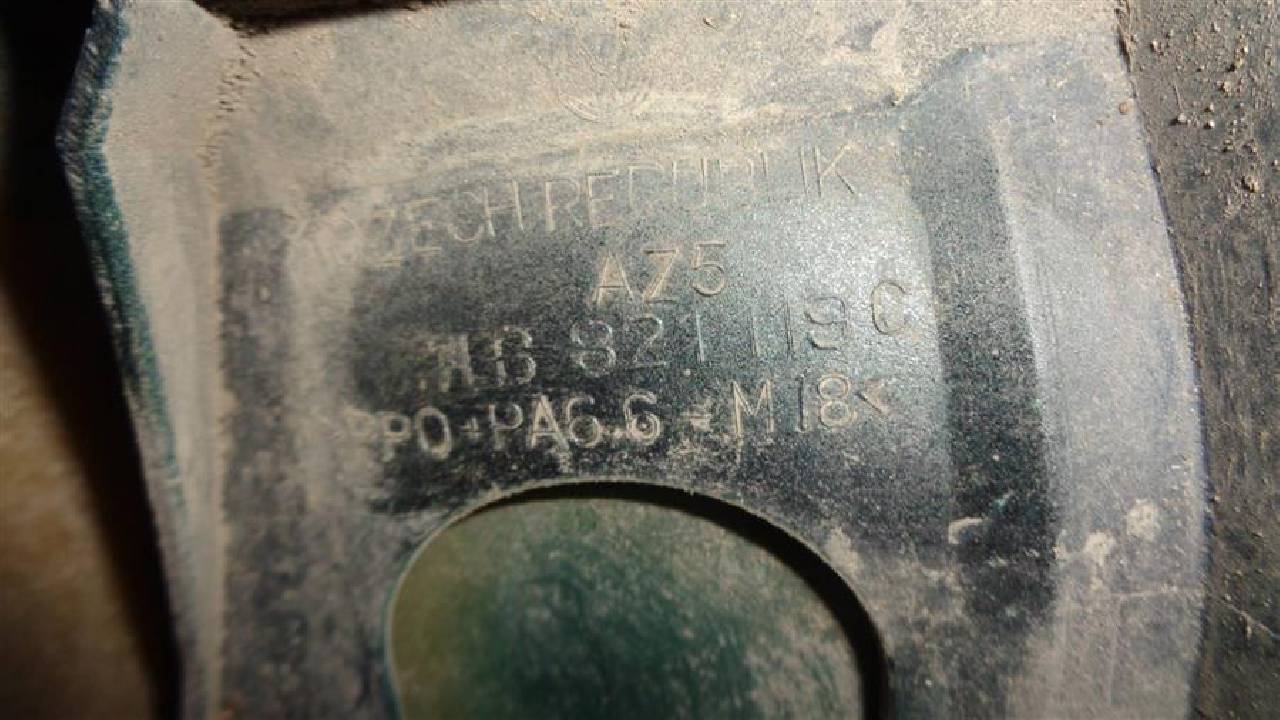 CZECH REPUBLIK
AZ5
821 119 C
PPO+PA6.6-M18<